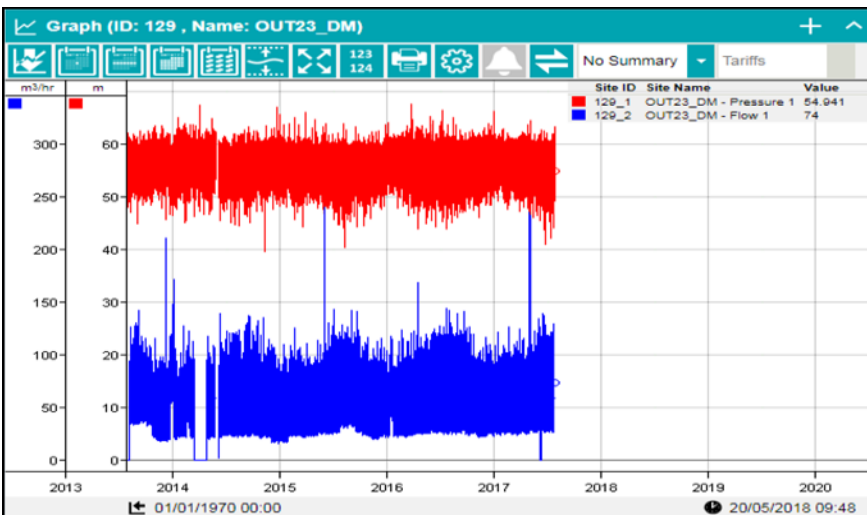 Graph (ID: 129 , Name: OUT23_DM)
123
124
No Summary
Tariffs
m3/hr m
Site ID Site Name Value
129_1 OUT23_DM - Pressure 1 54.941
129_2 OUT23_DM - Flow 1 74
300 60
250 50
200 40
150 30
100 20
50 10
0 0
2013 2014 2015 2016 2017 2018 2019 2020
01/01/1970 00:00 20/05/2018 09:48